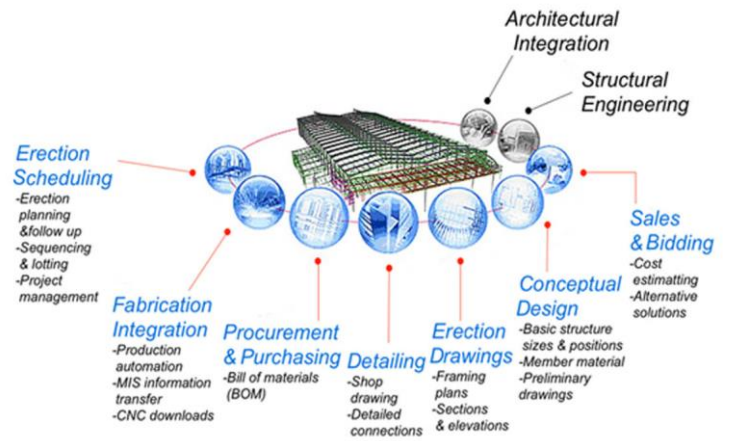 Architectural
Integration
Structural
Engineering
Erection
Scheduling
-Erection
planning
&follow up
-Sequencing
& lotting
-Project
management
Fabrication
Integration
-Production
automation
-MIS information
transfer
-CNC downloads
Procurement
& Purchasing
-Bill of materials
(BOM)
Detailing
-Shop
drawing
-Detailed
connections
Erection
Drawings
-Framing
plans
-Sections
& elevations
Conceptual
Design
-Basic structure
sizes & positions
-Member material
-Preliminary
drawings
Sales
& Bidding
-Cost
estimatting
-Alternative
solutions